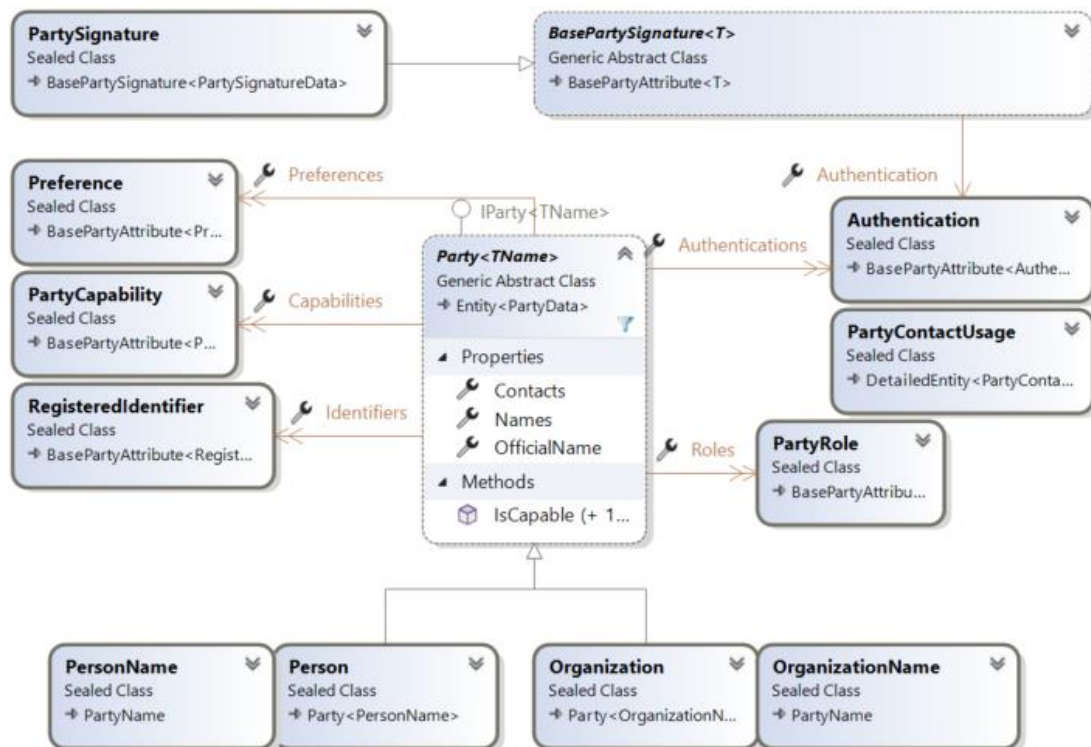 PartySignature
Sealed Class
BasePartySignature<PartySignatureData>
BasePartySignature<T>
Generic Abstract Class
BasePartyAttribute<T>
Preference
Sealed Class
BasePartyAttribute<Pr...
Preferences
IParty<TName>
Authentication
Authentication
Sealed Class
BasePartyAttribute<Authe...
Party<TName>
Generic Abstract Class
Entity<PartyData>
Authentications
PartyCapability
Sealed Class
BasePartyAttribute<P...
Capabilities
PartyContactUsage
Sealed Class
DetailedEntity<PartyConta...
Properties
Contacts
Names
OfficialName
RegisteredIdentifier
Sealed Class
BasePartyAttribute<Regist...
Identifiers
Roles
PartyRole
Sealed Class
BasePartyAttribu...
Methods
IsCapable (+ 1...
PersonName
Sealed Class
PartyName
Person
Sealed Class
Party<PersonName>
Organization
Sealed Class
Party<OrganizationN...
OrganizationName
Sealed Class
PartyName